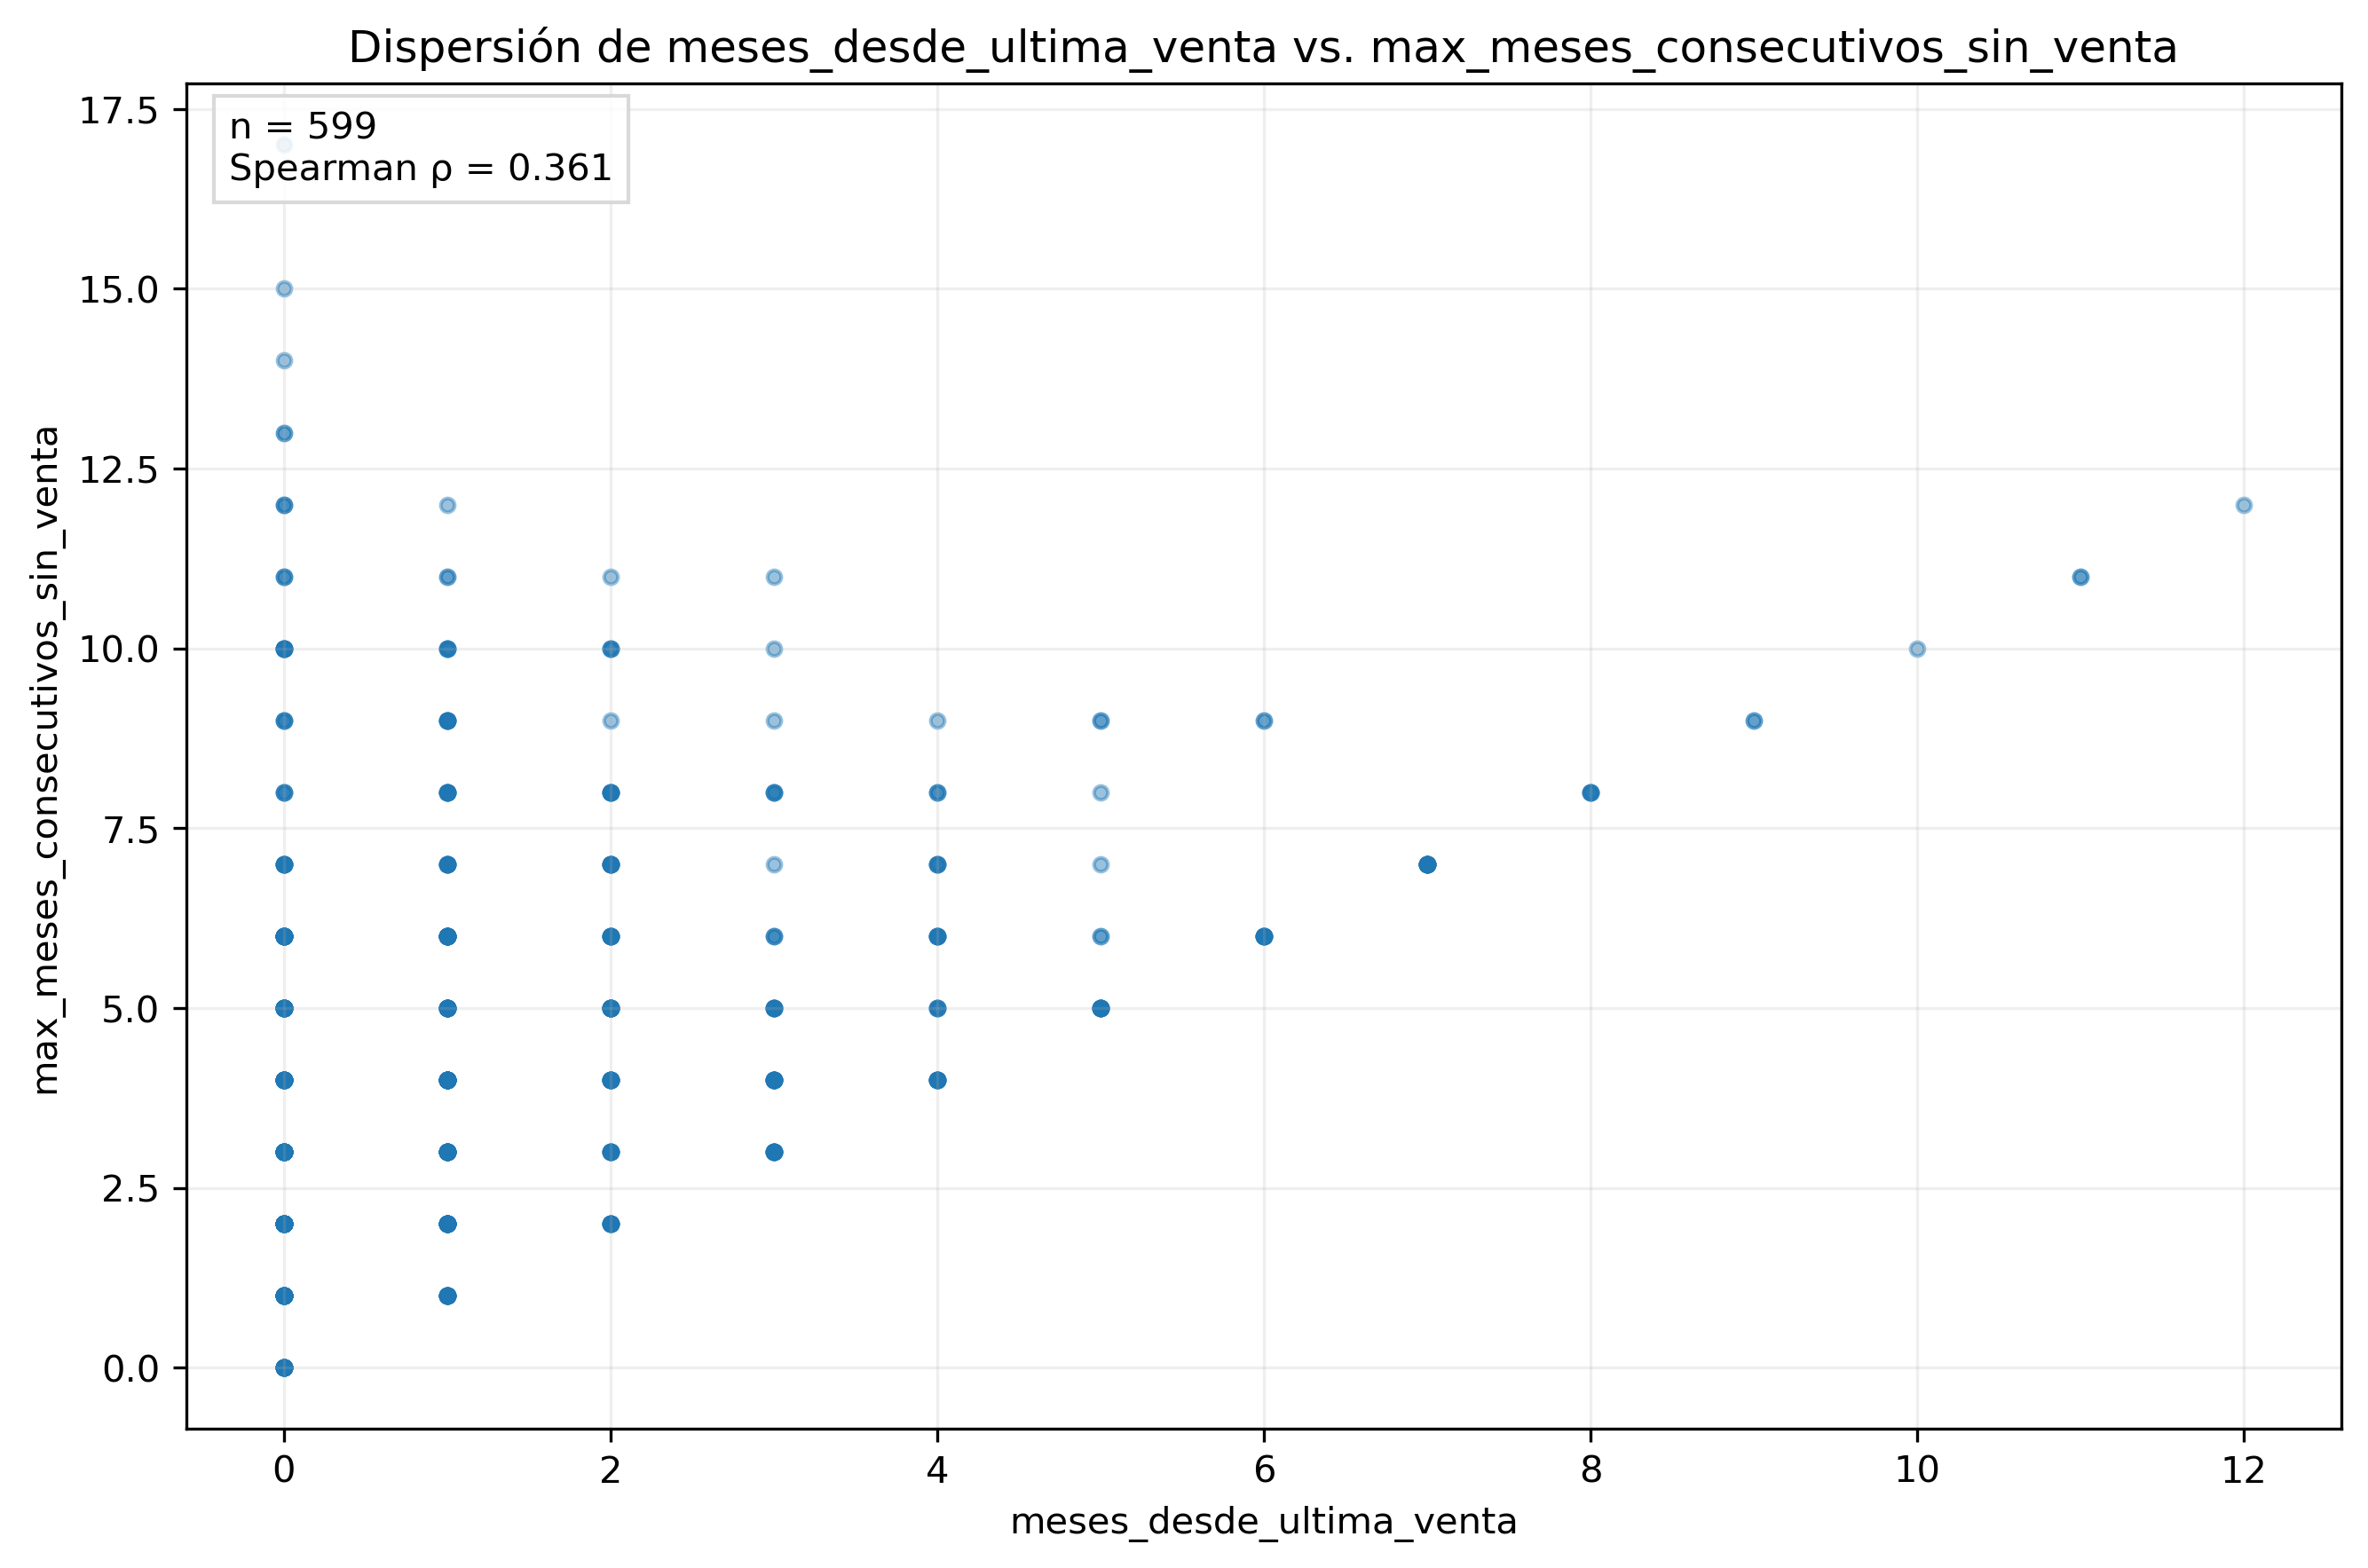 Dispersión de meses_desde_ultima_venta vs. max_meses_consecutivos_sin_venta
n = 599
Spearman ρ = 0.361
max_meses_consecutivos_sin_venta
17.5
15.0
12.5
10.0
7.5
5.0
2.5
0.0
0 2 4 6 8 10 12
meses_desde_ultima_venta